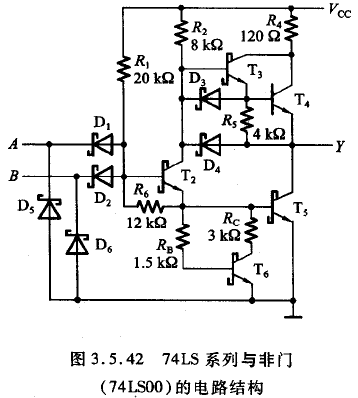 VCC
R2
8 kΩ
R4
120 Ω
R1
20 kΩ
T3
D3
T4
R5
4 kΩ
D1
A
D4
Y
B
T2
D2
R6
12 kΩ
T5
D5
RC
3 kΩ
RB
1.5 kΩ
D6
T6
图 3.5.42 74LS 系列与非门
(74LS00)的电路结构